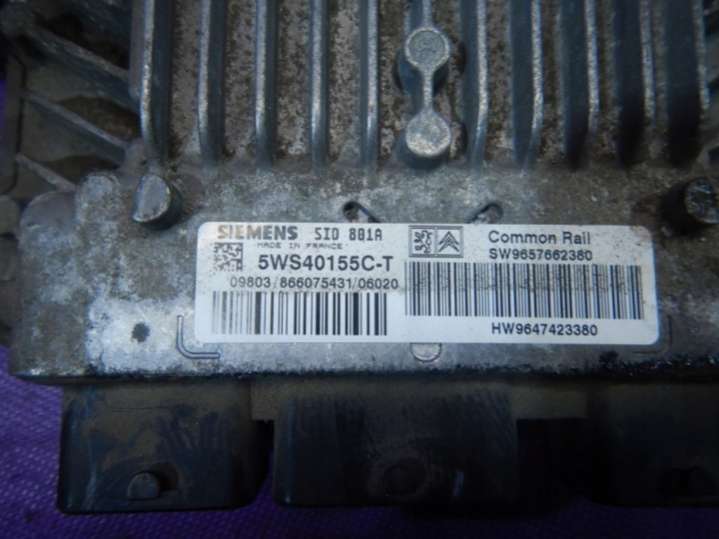 SIEMENS SID 801A
MADE IN FRANCE
5WS40155C-T
09803/866075431/06020
Common Rail
SW9657662380
HW9647423380